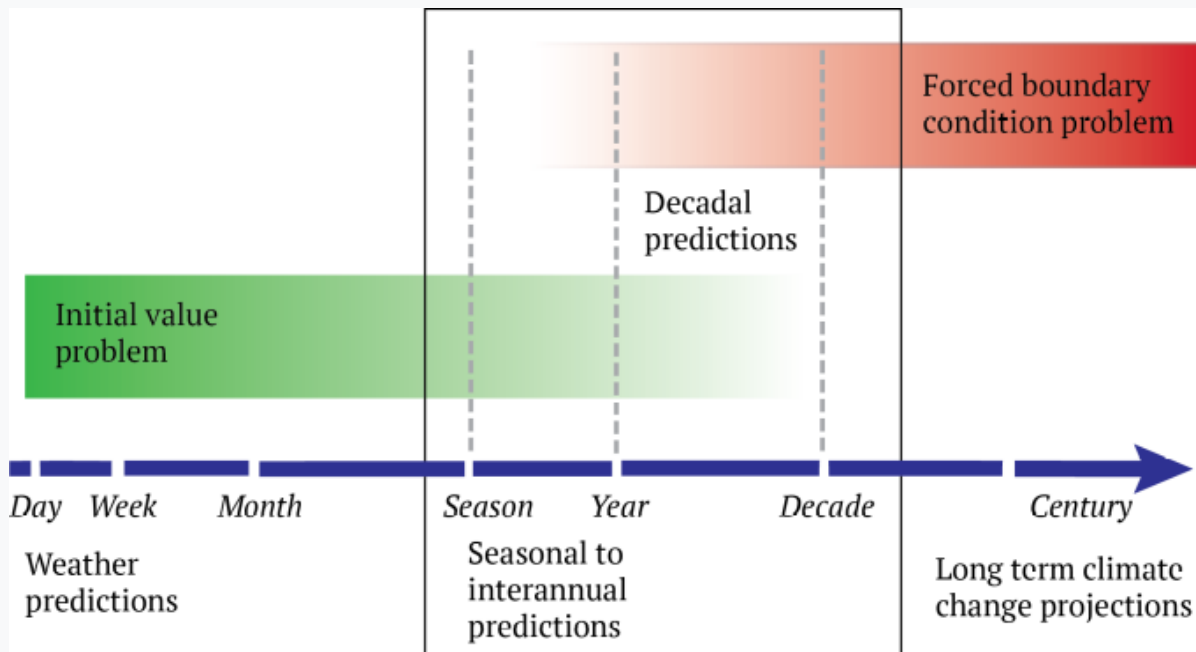 Forced boundary
condition problem
Decadal
predictions
Initial value
problem
Day Week Month Season Year Decade Century
Weather
predictions
Seasonal to
interannual
predictions
Long term climate
change projections